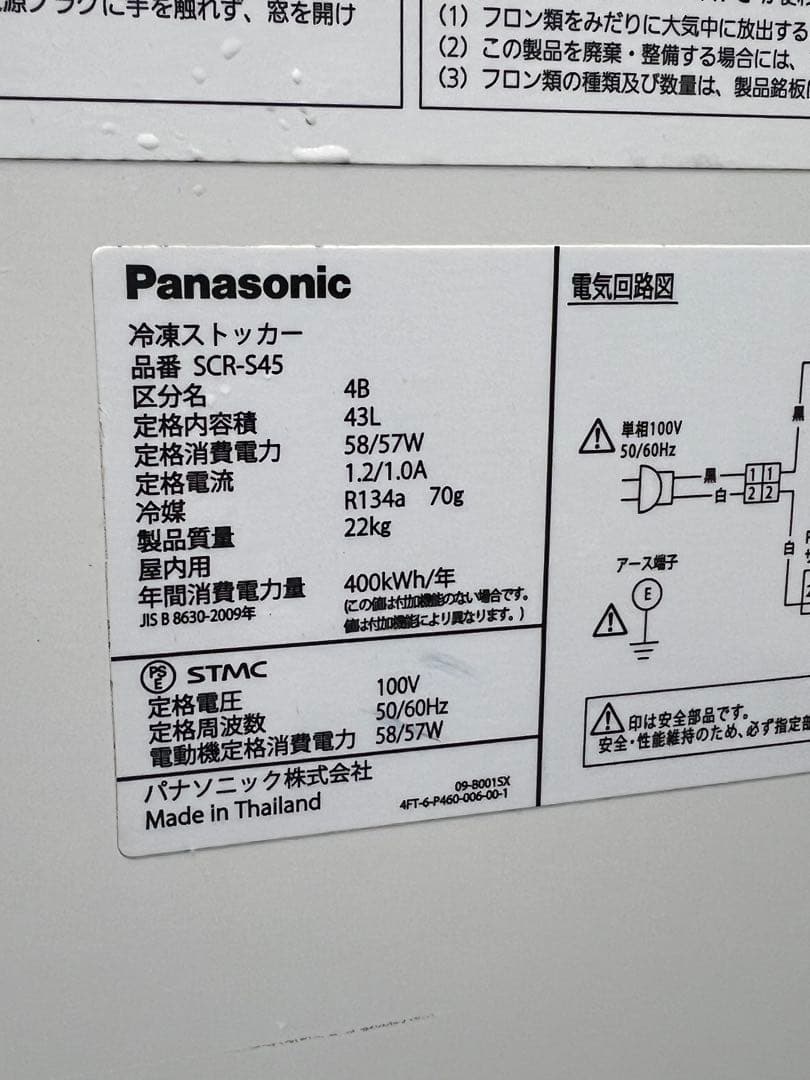 に手を触れず、窓を開け
(1) フロン類をみだりに大気中に放出する
(2) この製品を廃棄・整備する場合には、
(3) フロン類の種類及び数量は、製品銘板
Panasonic
冷凍ストッカー
品番 SCR-S45
区分名 4B
定格内容積 43L
定格消費電力 58/57W
定格電流 1.2/1.0A
冷媒 R134a 70g
製品質量 22kg
屋内用
年間消費電力量 400kWh/年
JIS B 8630-2009年
(この値は付加機能のない場合です。
値は付加機能により異なります。)
PSE STMC
定格電圧 100V
定格周波数 50/60Hz
電動機定格消費電力 58/57W
パナソニック株式会社
Made in Thailand
09-8001SX
4FT-6-P460-006-00-1
電気回路図
単相100V
50/60Hz
黒
白
1 1
2 2
黒
白
アース端子
E
印は安全部品です。
安全・性能維持のため、必ず指定部